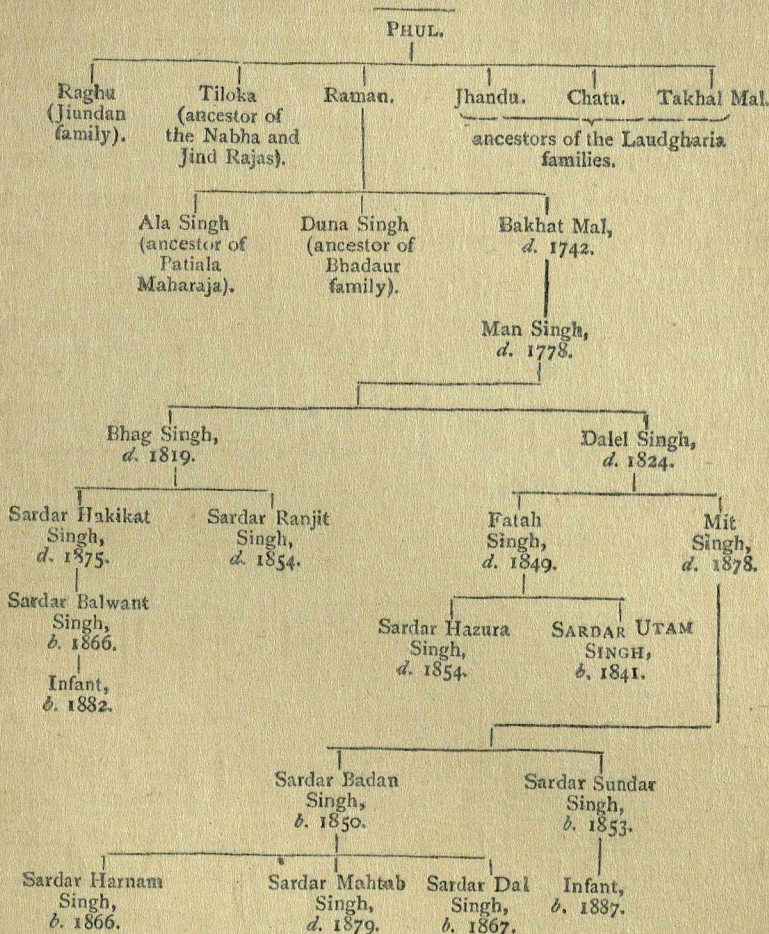 PHUL.
Raghu
(Jiundan
family).
Tiloka
(ancestor of
the Nabha and
Jind Rajas).
Raman.
Jhandu.
Chatu.
Takhal Mal.
ancestors of the Laudgharia
families.
Ala Singh
(ancestor of
Patiala
Maharaja).
Duna Singh
(ancestor of
Bhadaur
family).
Bakhat Mal,
d. 1742.
Man Singh,
d. 1778.
Bhag Singh,
d. 1819.
Dalel Singh,
d. 1824.
Sardar Hakikat
Singh,
d. 1875.
Sardar Ranjit
Singh,
d. 1854.
Fatah
Singh,
d. 1849.
Mit
Singh,
d. 1878.
Sardar Balwant
Singh,
b. 1866.
Sardar Hazura
Singh,
d. 1854.
SARDAR UTAM
SINGH,
b. 1841.
Infant,
b. 1882.
Sardar Badan
Singh,
b. 1850.
Sardar Sundar
Singh,
b. 1853.
Sardar Harnam
Singh,
b. 1866.
Sardar Mahtab
Singh,
d. 1879.
Sardar Dal
Singh,
b. 1867.
Infant,
b. 1887.